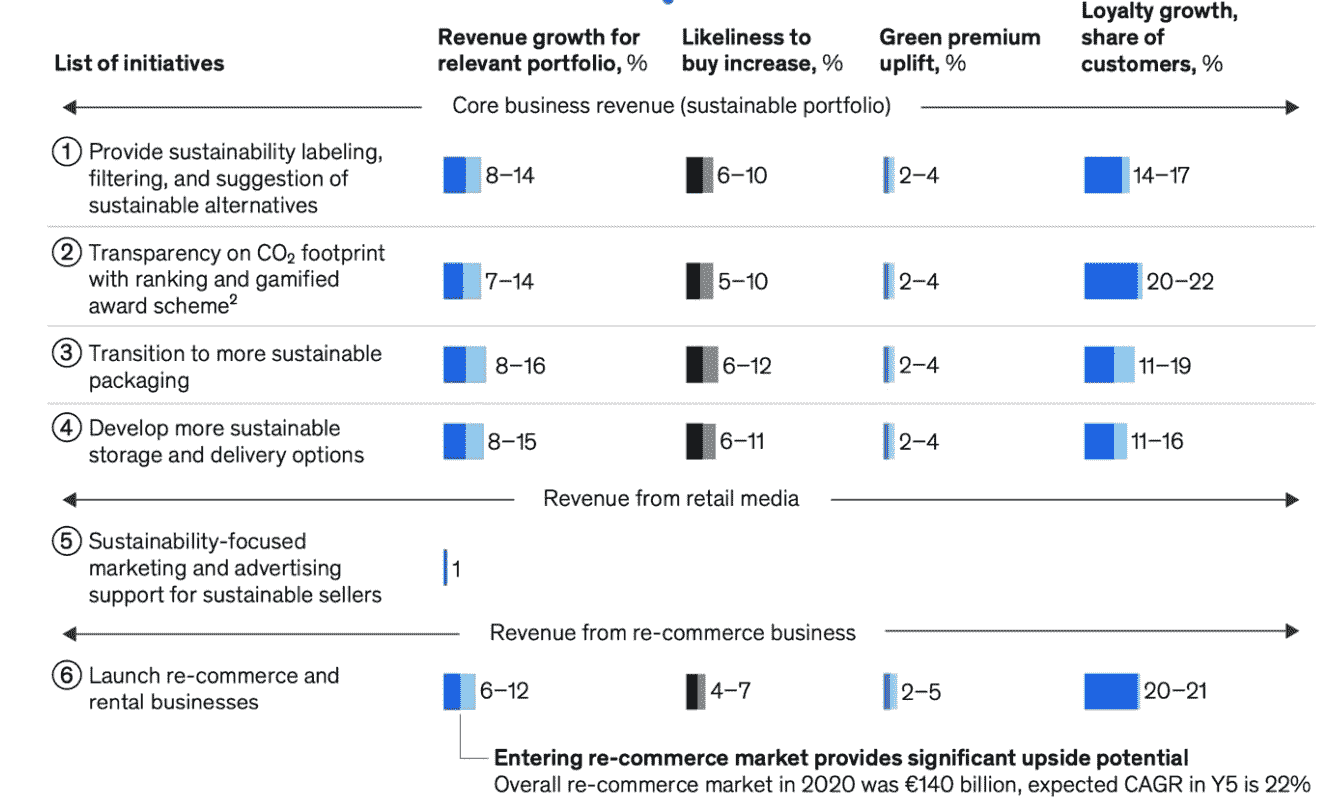 List of initiatives
Revenue growth for
relevant portfolio, %
Likeliness to
buy increase, %
Green premium
uplift, %
Loyalty growth,
share of
customers, %
Core business revenue (sustainable portfolio)
① Provide sustainability labeling,
filtering, and suggestion of
sustainable alternatives
8–14
6–10
2–4
14–17
② Transparency on CO₂ footprint
with ranking and gamified
award scheme²
7–14
5–10
2–4
20–22
③ Transition to more sustainable
packaging
8–16
6–12
2–4
11–19
④ Develop more sustainable
storage and delivery options
8–15
6–11
2–4
11–16
Revenue from retail media
⑤ Sustainability-focused
marketing and advertising
support for sustainable sellers
1
Revenue from re-commerce business
⑥ Launch re-commerce and
rental businesses
6–12
4–7
2–5
20–21
Entering re-commerce market provides significant upside potential
Overall re-commerce market in 2020 was €140 billion, expected CAGR in Y5 is 22%